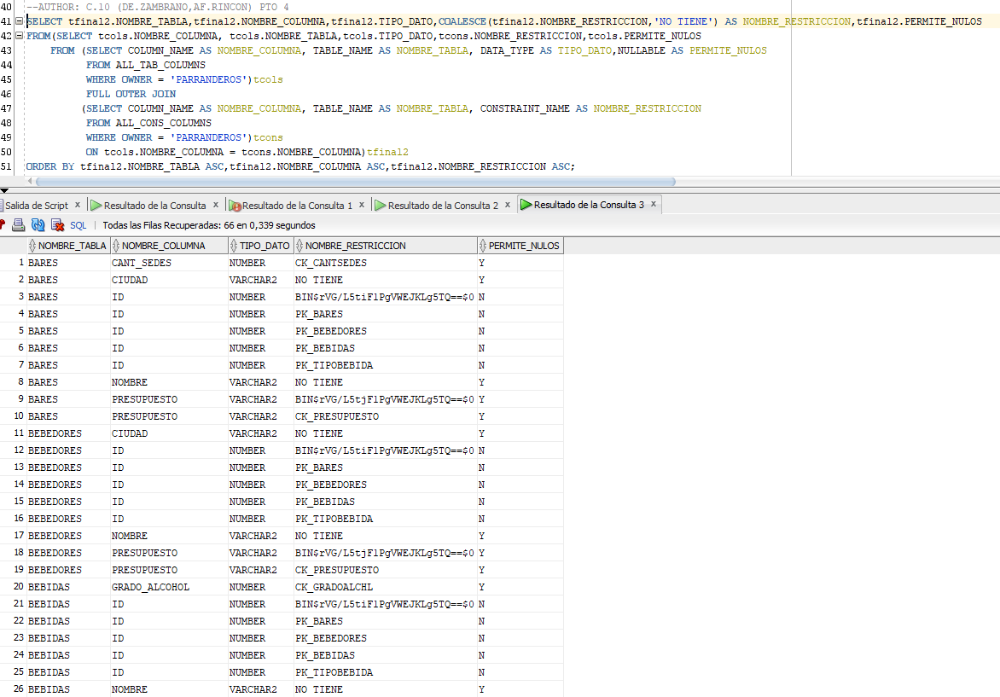 40 --AUTHOR: C.10 (DE.ZAMBRANO,AF.RINCON) PTO 4
41 SELECT tfinal2.NOMBRE_TABLA,tfinal2.NOMBRE_COLUMNA,tfinal2.TIPO_DATO,COALESCE(tfinal2.NOMBRE_RESTRICCION,'NO TIENE') AS NOMBRE_RESTRICCION,tfinal2.PERMITE_NULOS
42 FROM(SELECT tcols.NOMBRE_COLUMNA, tcols.NOMBRE_TABLA,tcols.TIPO_DATO,tcons.NOMBRE_RESTRICCION,tcols.PERMITE_NULOS
43 FROM (SELECT COLUMN_NAME AS NOMBRE_COLUMNA, TABLE_NAME AS NOMBRE_TABLA, DATA_TYPE AS TIPO_DATO,NULLABLE AS PERMITE_NULOS
44 FROM ALL_TAB_COLUMNS
45 WHERE OWNER = 'PARRANDEROS')tcols
46 FULL OUTER JOIN
47 (SELECT COLUMN_NAME AS NOMBRE_COLUMNA, TABLE_NAME AS NOMBRE_TABLA, CONSTRAINT_NAME AS NOMBRE_RESTRICCION
48 FROM ALL_CONS_COLUMNS
49 WHERE OWNER = 'PARRANDEROS')tcons
50 ON tcols.NOMBRE_COLUMNA = tcons.NOMBRE_COLUMNA)tfinal2
51 ORDER BY tfinal2.NOMBRE_TABLA ASC,tfinal2.NOMBRE_COLUMNA ASC,tfinal2.NOMBRE_RESTRICCION ASC;
Salida de Script x Resultado de la Consulta x Resultado de la Consulta 1 x Resultado de la Consulta 2 x Resultado de la Consulta 3 x
SQL | Todas las Filas Recuperadas: 66 en 0,339 segundos
NOMBRE_TABLA NOMBRE_COLUMNA TIPO_DATO NOMBRE_RESTRICCION PERMITE_NULOS
1 BARES CANT_SEDES NUMBER CK_CANTSEDES Y
2 BARES CIUDAD VARCHAR2 NO TIENE Y
3 BARES ID NUMBER BIN$rVG/L5tiFlPgVWEJKLg5TQ==$0 N
4 BARES ID NUMBER PK_BARES N
5 BARES ID NUMBER PK_BEBEDORES N
6 BARES ID NUMBER PK_BEBIDAS N
7 BARES ID NUMBER PK_TIPOBEBIDA N
8 BARES NOMBRE VARCHAR2 NO TIENE Y
9 BARES PRESUPUESTO VARCHAR2 BIN$rVG/L5tjFlPgVWEJKLg5TQ==$0 Y
10 BARES PRESUPUESTO VARCHAR2 CK_PRESUPUESTO Y
11 BEBEDORES CIUDAD VARCHAR2 NO TIENE Y
12 BEBEDORES ID NUMBER BIN$rVG/L5tiFlPgVWEJKLg5TQ==$0 N
13 BEBEDORES ID NUMBER PK_BARES N
14 BEBEDORES ID NUMBER PK_BEBEDORES N
15 BEBEDORES ID NUMBER PK_BEBIDAS N
16 BEBEDORES ID NUMBER PK_TIPOBEBIDA N
17 BEBEDORES NOMBRE VARCHAR2 NO TIENE Y
18 BEBEDORES PRESUPUESTO VARCHAR2 BIN$rVG/L5tjFlPgVWEJKLg5TQ==$0 Y
19 BEBEDORES PRESUPUESTO VARCHAR2 CK_PRESUPUESTO Y
20 BEBIDAS GRADO_ALCOHOL NUMBER CK_GRADOALCHL Y
21 BEBIDAS ID NUMBER BIN$rVG/L5tiFlPgVWEJKLg5TQ==$0 N
22 BEBIDAS ID NUMBER PK_BARES N
23 BEBIDAS ID NUMBER PK_BEBEDORES N
24 BEBIDAS ID NUMBER PK_BEBIDAS N
25 BEBIDAS ID NUMBER PK_TIPOBEBIDA N
26 BEBIDAS NOMBRE VARCHAR2 NO TIENE Y